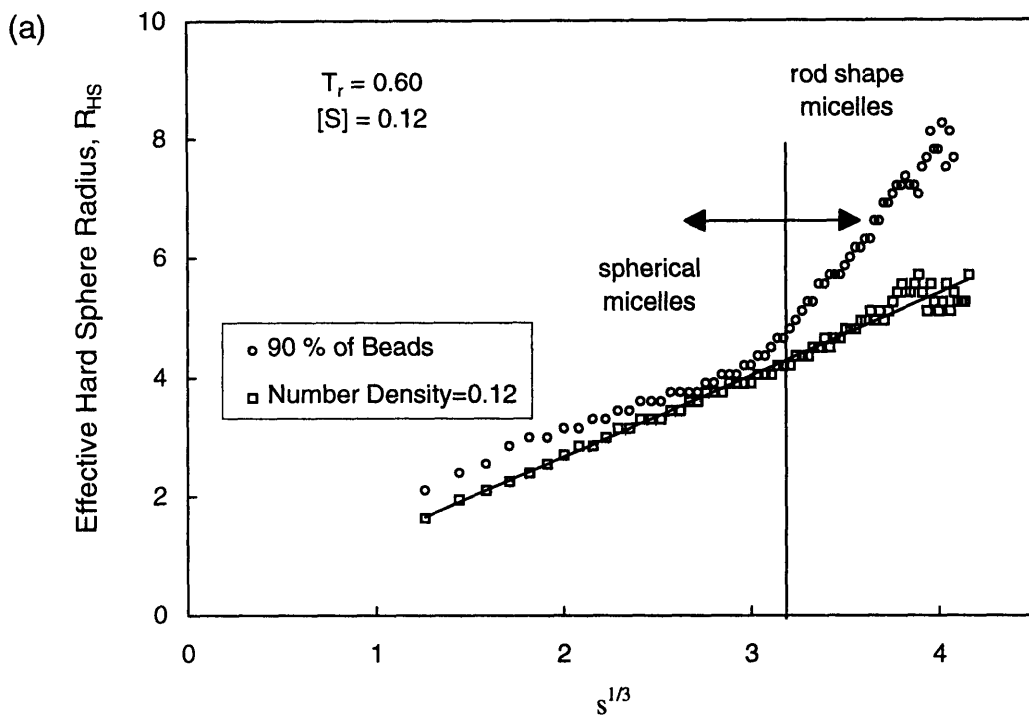 (a)
10
8
6
4
2
0
0
1
2
3
4
Effective Hard Sphere Radius, R_HS
s^1/3
T_r = 0.60
[S] = 0.12
rod shape
micelles
spherical
micelles
90 % of Beads
Number Density=0.12